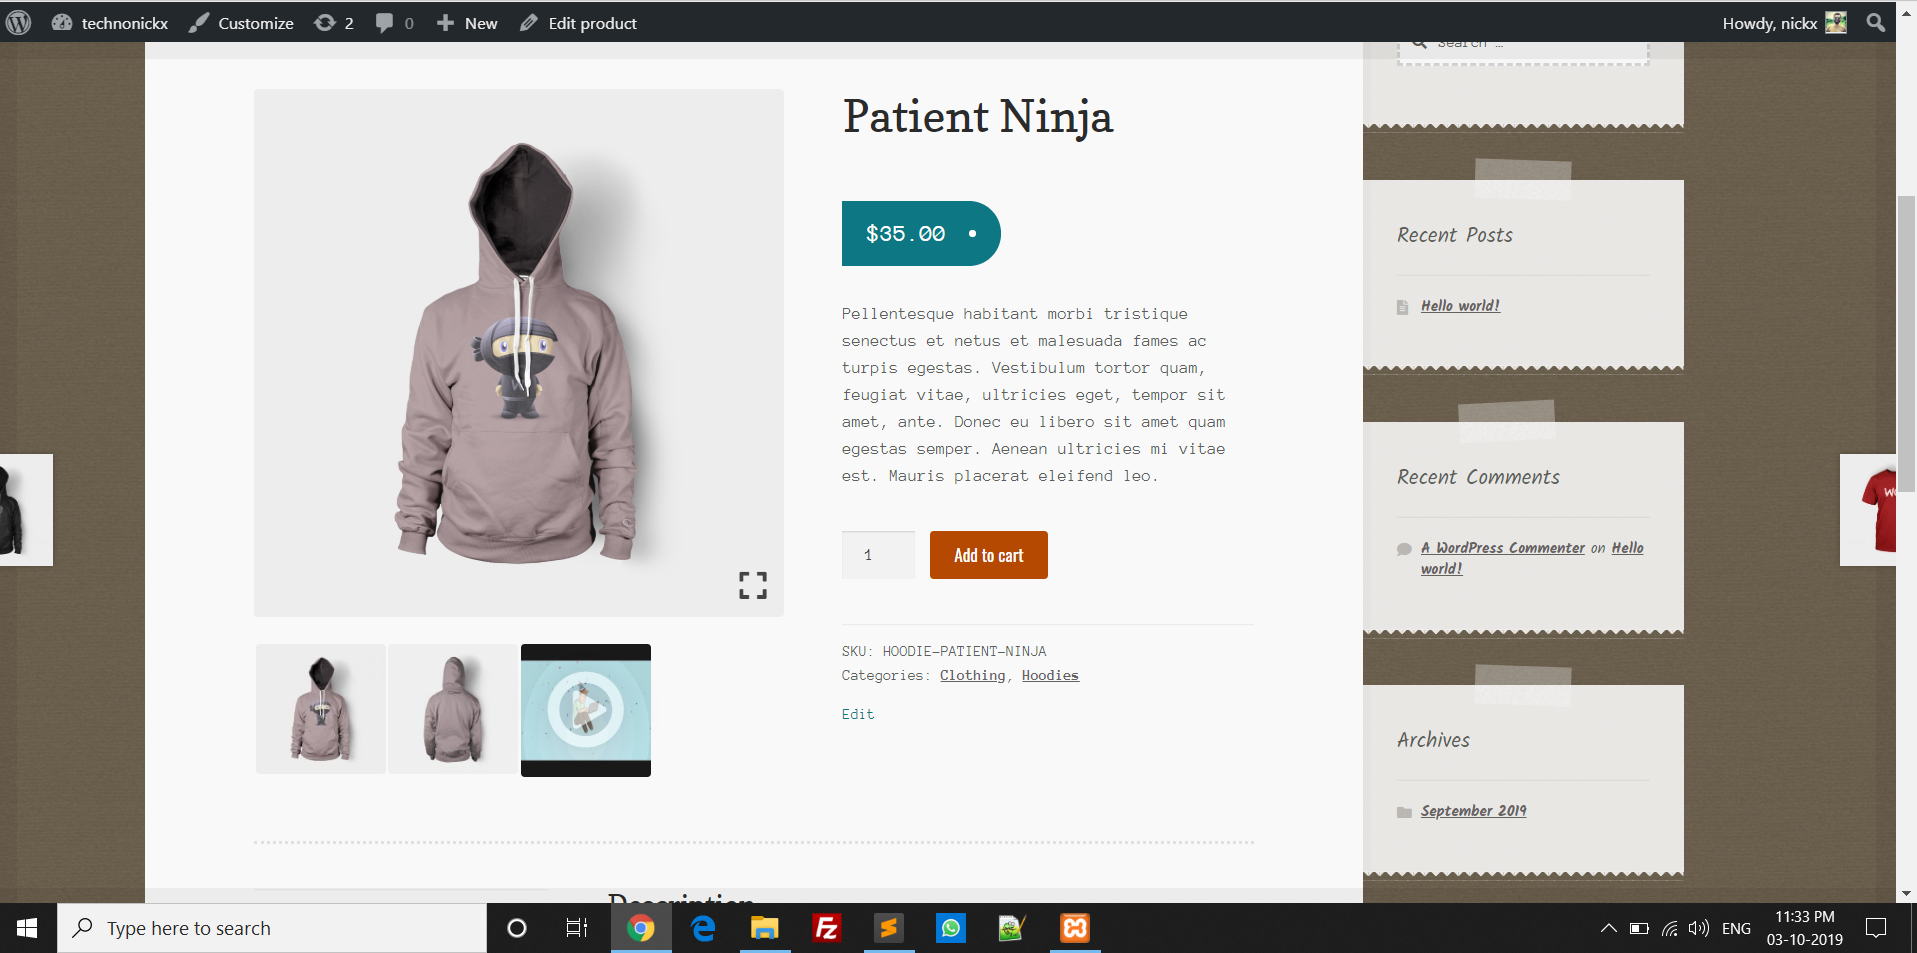 technonickx
Customize
2
0
New
Edit product
Howdy, nickx
Search …
Patient Ninja
$35.00
Pellentesque habitant morbi tristique
senectus et netus et malesuada fames ac
turpis egestas. Vestibulum tortor quam,
feugiat vitae, ultricies eget, tempor sit
amet, ante. Donec eu libero sit amet quam
egestas semper. Aenean ultricies mi vitae
est. Mauris placerat eleifend leo.
1
Add to cart
SKU: HOODIE-PATIENT-NINJA
Categories: Clothing, Hoodies
Edit
Description
Recent Posts
Hello world!
Recent Comments
A WordPress Commenter on Hello
world!
Archives
September 2019
Type here to search
ENG
11:33 PM
03-10-2019